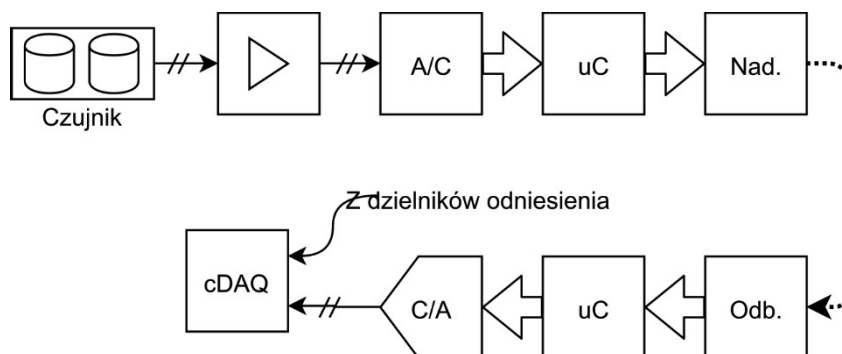 A/C
uC
Nad.
Czujnik
Z dzielników odniesienia
cDAQ
C/A
uC
Odb.